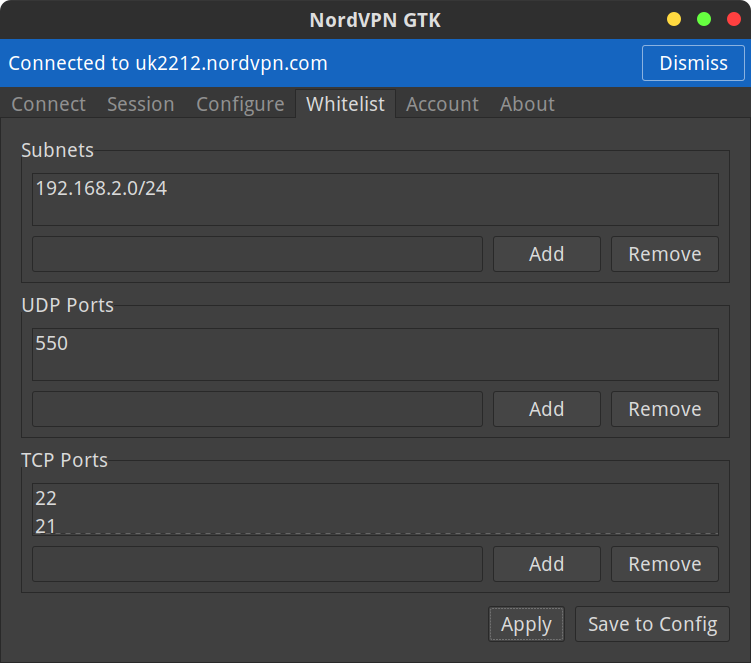 NordVPN GTK
Connected to uk2212.nordvpn.com Dismiss
Connect Session Configure Whitelist Account About
Subnets
192.168.2.0/24
Add Remove
UDP Ports
550
Add Remove
TCP Ports
22
21
Add Remove
Apply Save to Config